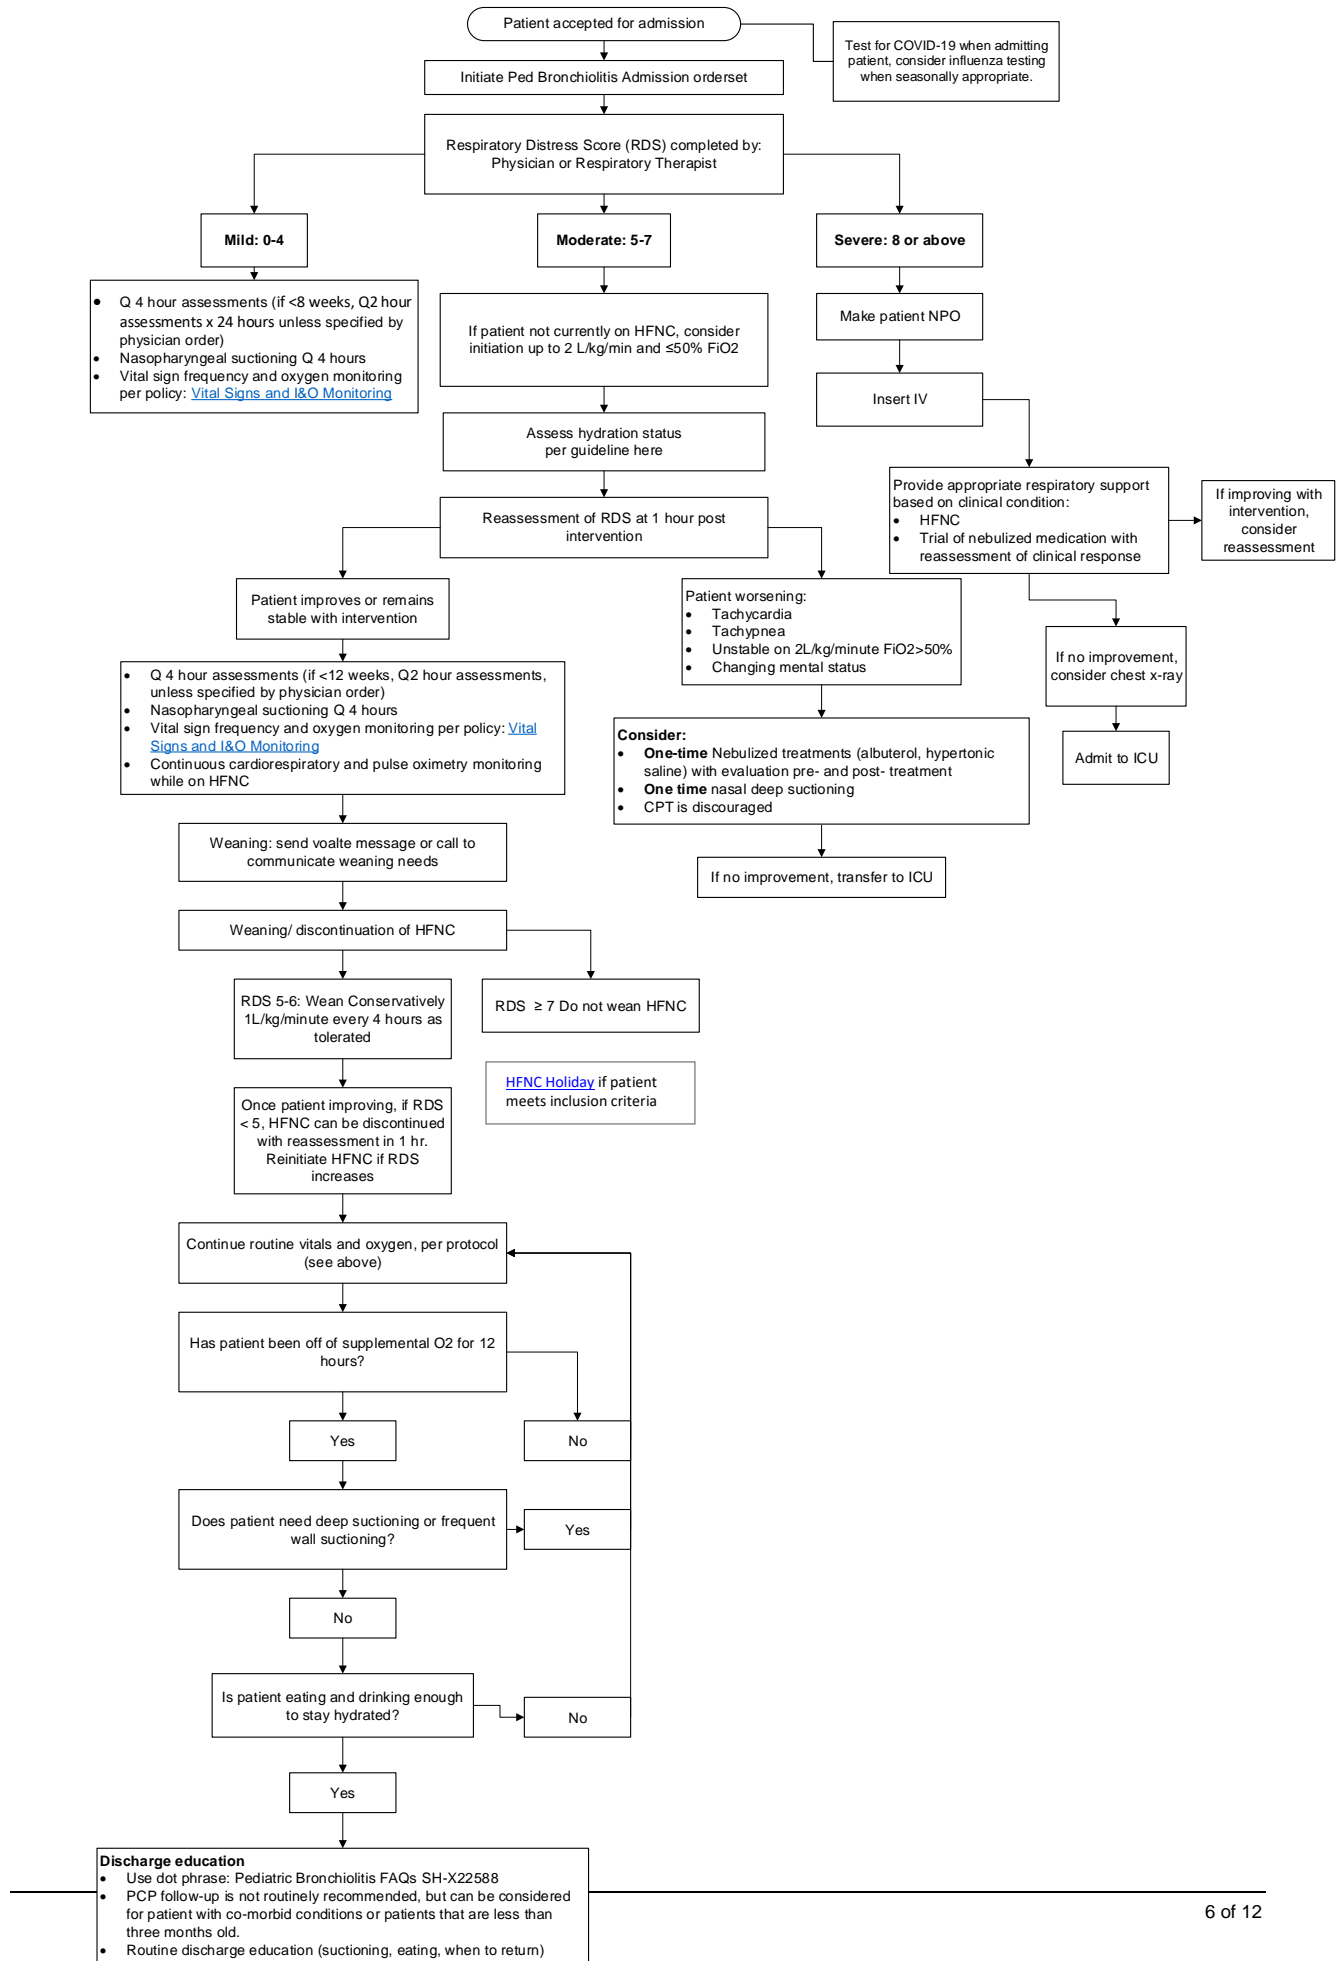 Patient accepted for admission
Test for COVID-19 when admitting
patient, consider influenza testing
when seasonally appropriate.
Initiate Ped Bronchiolitis Admission orderset
Respiratory Distress Score (RDS) completed by:
Physician or Respiratory Therapist
Mild: 0-4
Moderate: 5-7
Severe: 8 or above
• Q 4 hour assessments (if <8 weeks, Q2 hour
assessments x 24 hours unless specified by
physician order)
• Nasopharyngeal suctioning Q 4 hours
• Vital sign frequency and oxygen monitoring
per policy: Vital Signs and I&O Monitoring
If patient not currently on HFNC, consider
initiation up to 2 L/kg/min and ≤50% FiO2
Make patient NPO
Insert IV
Assess hydration status
per guideline here
Provide appropriate respiratory support
based on clinical condition:
• HFNC
• Trial of nebulized medication with
reassessment of clinical response
If improving with
intervention,
consider
reassessment
Reassessment of RDS at 1 hour post
intervention
Patient improves or remains
stable with intervention
Patient worsening:
• Tachycardia
• Tachypnea
• Unstable on 2L/kg/minute FiO2>50%
• Changing mental status
If no improvement,
consider chest x-ray
Admit to ICU
• Q 4 hour assessments (if <12 weeks, Q2 hour assessments,
unless specified by physician order)
• Nasopharyngeal suctioning Q 4 hours
• Vital sign frequency and oxygen monitoring per policy: Vital
Signs and I&O Monitoring
• Continuous cardiorespiratory and pulse oximetry monitoring
while on HFNC
Consider:
• One-time Nebulized treatments (albuterol, hypertonic
saline) with evaluation pre- and post- treatment
• One time nasal deep suctioning
• CPT is discouraged
If no improvement, transfer to ICU
Weaning: send voalte message or call to
communicate weaning needs
Weaning/ discontinuation of HFNC
RDS 5-6: Wean Conservatively
1L/kg/minute every 4 hours as
tolerated
RDS ≥ 7 Do not wean HFNC
HFNC Holiday if patient
meets inclusion criteria
Once patient improving, if RDS
< 5, HFNC can be discontinued
with reassessment in 1 hr.
Reinitiate HFNC if RDS
increases
Continue routine vitals and oxygen, per protocol
(see above)
Has patient been off of supplemental O2 for 12
hours?
Yes
No
Does patient need deep suctioning or frequent
wall suctioning?
Yes
No
Is patient eating and drinking enough
to stay hydrated?
No
Yes
Discharge education
• Use dot phrase: Pediatric Bronchiolitis FAQs SH-X22588
• PCP follow-up is not routinely recommended, but can be considered
for patient with co-morbid conditions or patients that are less than
three months old.
• Routine discharge education (suctioning, eating, when to return)
6 of 12